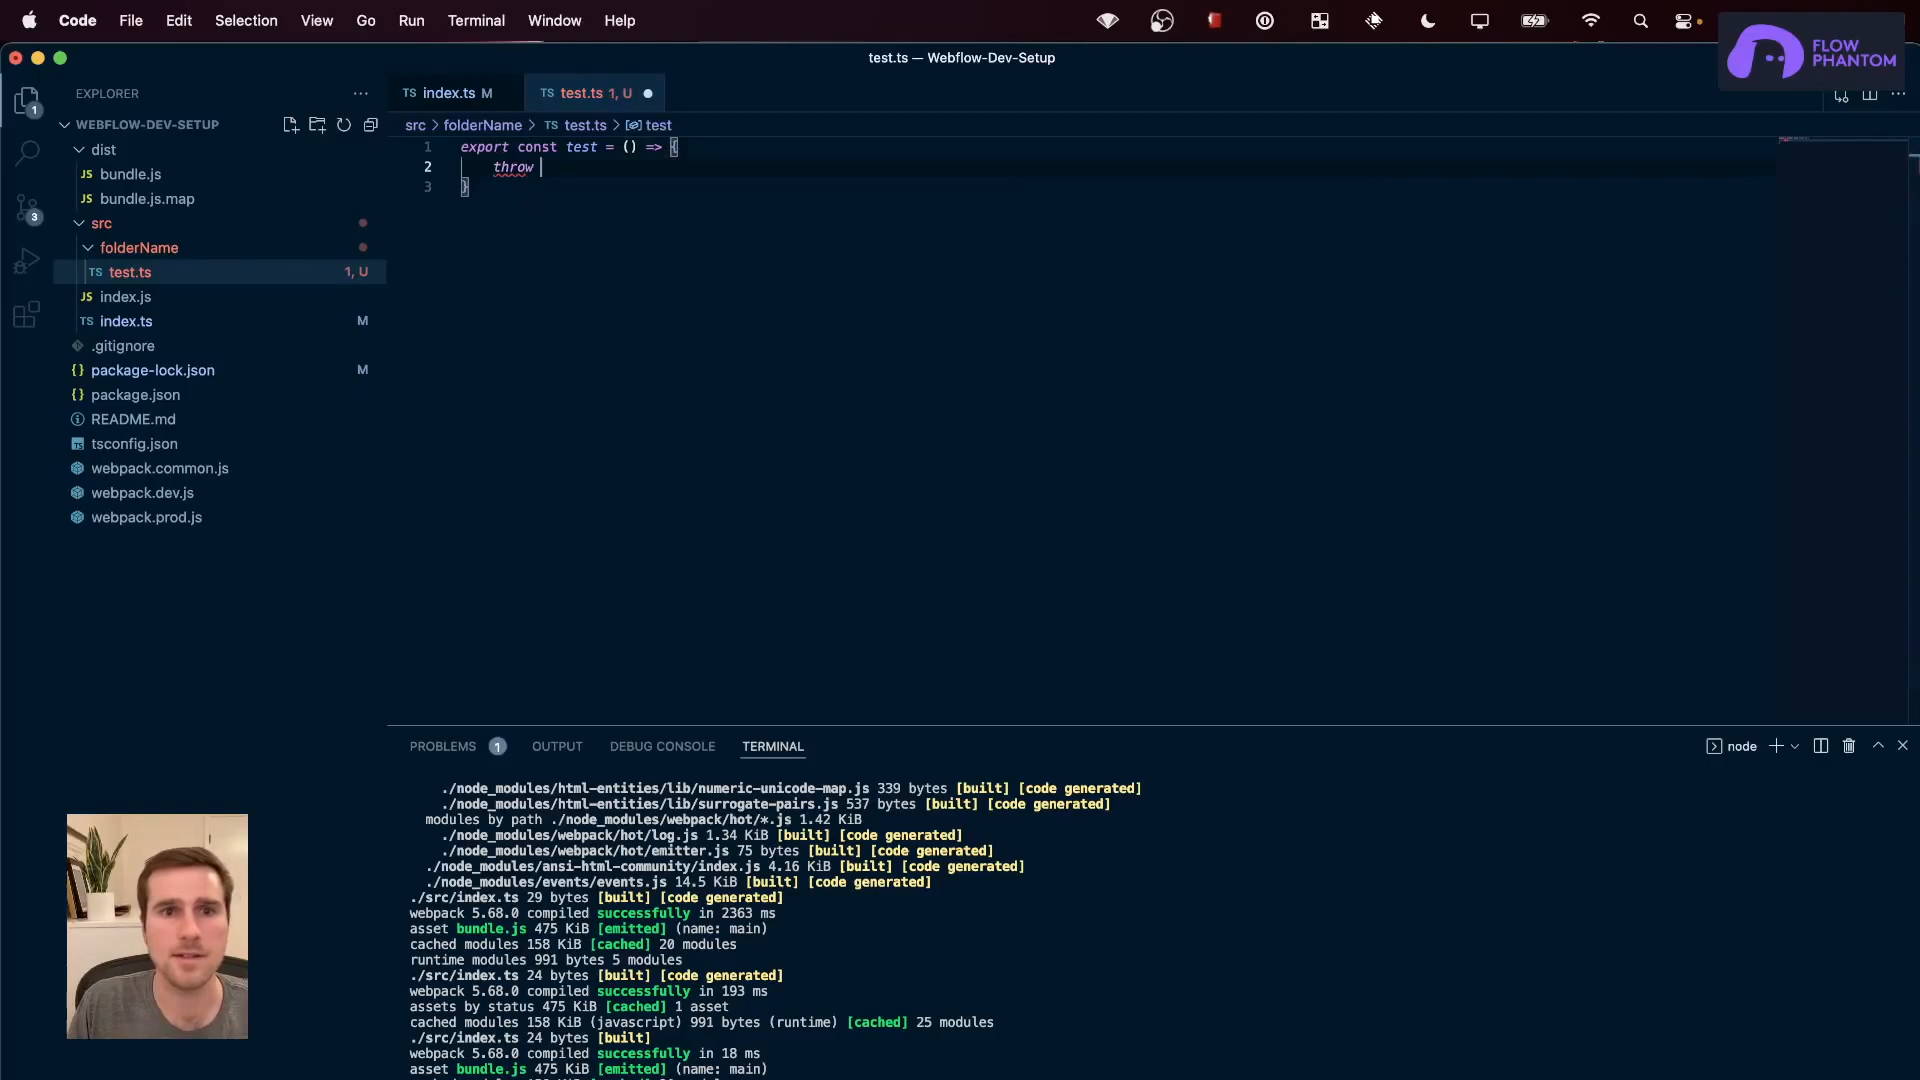 Code File Edit Selection View Go Run Terminal Window Help
FLOW
PHANTOM
test.ts — Webflow-Dev-Setup
1
3
EXPLORER
WEBFLOW-DEV-SETUP
dist
JS bundle.js
JS bundle.js.map
src
folderName
TS test.ts 1, U
JS index.js
TS index.ts M
.gitignore
{} package-lock.json M
{} package.json
README.md
TS tsconfig.json
webpack.common.js
webpack.dev.js
webpack.prod.js
TS index.ts M
TS test.ts 1, U
src > folderName > TS test.ts > test
1 export const test = () => {
2 throw
3 }
PROBLEMS 1 OUTPUT DEBUG CONSOLE TERMINAL
node
./node_modules/html-entities/lib/numeric-unicode-map.js 339 bytes [built] [code generated]
./node_modules/html-entities/lib/surrogate-pairs.js 537 bytes [built] [code generated]
modules by path ./node_modules/webpack/hot/*.js 1.42 KiB
./node_modules/webpack/hot/log.js 1.34 KiB [built] [code generated]
./node_modules/webpack/hot/emitter.js 75 bytes [built] [code generated]
./node_modules/ansi-html-community/index.js 4.16 KiB [built] [code generated]
./node_modules/events/events.js 14.5 KiB [built] [code generated]
./src/index.ts 29 bytes [built] [code generated]
webpack 5.68.0 compiled successfully in 2363 ms
asset bundle.js 475 KiB [emitted] (name: main)
cached modules 158 KiB [cached] 20 modules
runtime modules 991 bytes 5 modules
./src/index.ts 24 bytes [built] [code generated]
webpack 5.68.0 compiled successfully in 193 ms
assets by status 475 KiB [cached] 1 asset
cached modules 158 KiB (javascript) 991 bytes (runtime) [cached] 25 modules
./src/index.ts 24 bytes [built]
webpack 5.68.0 compiled successfully in 18 ms
asset bundle.js 475 KiB [emitted] (name: main)